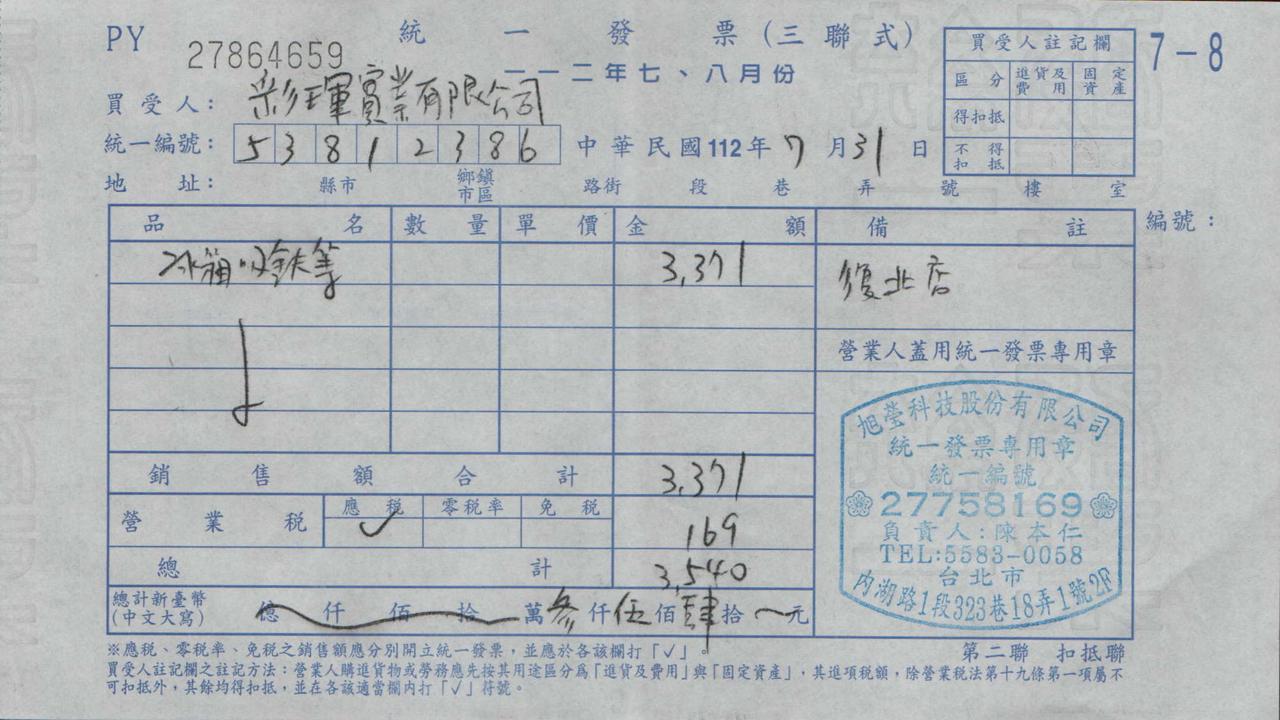 PY 27864659 統一發票(三聯式)
一一二年七、八月份
買受人註記欄
區分 進貨及費用 固定資產
得扣抵
不得扣抵
7-8
買受人:彩琿實業有限公司
統一編號:53812386 中華民國112年7月31日
地址: 縣市 鄉鎮市區 路街 段 巷 弄 號 樓 室
品名 數量 單價 金額 備註 編號:
冰箱吸鐵等 3,371 復北店
營業人蓋用統一發票專用章
銷售額合計 3,371
營業稅 應稅 ✓ 零稅率 免稅 169
總計 3,540
總計新臺幣(中文大寫) 億仟佰拾萬參仟伍佰肆拾元
旭瑩科技股份有限公司
統一發票專用章
統一編號
27758169
負責人:陳本仁
TEL:5583-0058
台北市
內湖路1段323巷18弄1號2F
※應稅、零稅率、免稅之銷售額應分別開立統一發票,並應於各該欄打「✓」。
第二聯 扣抵聯
買受人註記欄之註記方法:營業人購進貨物或勞務應先按其用途區分為「進貨及費用」與「固定資產」,其進項稅額,除營業稅法第十九條第一項屬不
可扣抵外,其餘均得扣抵,並在各該適當欄內打「✓」符號。